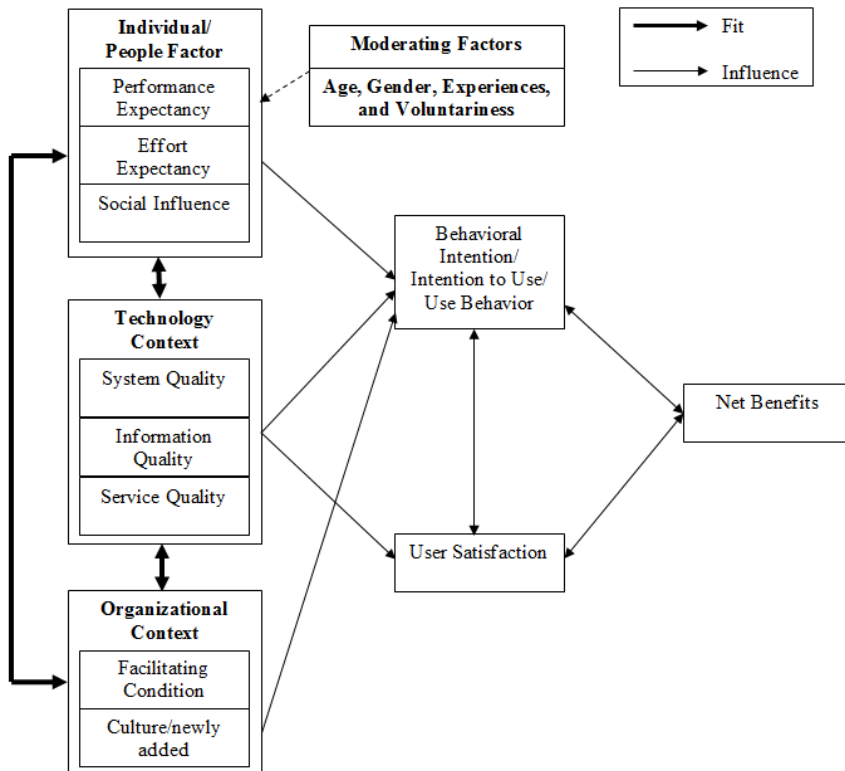 Individual/
People Factor
Performance
Expectancy
Effort
Expectancy
Social Influence
Moderating Factors
Age, Gender, Experiences,
and Voluntariness
Fit
Influence
Technology
Context
System Quality
Information
Quality
Service Quality
Organizational
Context
Facilitating
Condition
Culture/newly
added
Behavioral
Intention/
Intention to Use/
Use Behavior
User Satisfaction
Net Benefits